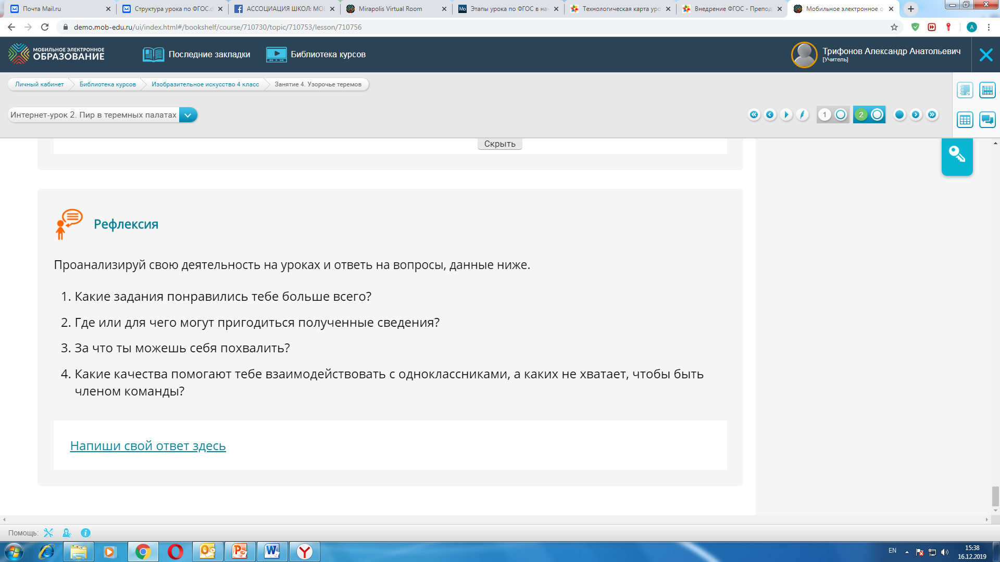 Почта Mail.ru
Структура урока по ФГОС.d
АССОЦИАЦИЯ ШКОЛ: МОБ
Mirapolis Virtual Room
Этапы урока по ФГОС в нач
Технологическая карта уро
Внедрение ФГОС - Препод
Мобильное электронное о
demo.mob-edu.ru/ui/index.html#/bookshelf/course/710730/topic/710753/lesson/710756
A
МОБИЛЬНОЕ ЭЛЕКТРОННОЕ
ОБРАЗОВАНИЕ
Последние закладки
Библиотека курсов
Трифонов Александр Анатольевич
[Учитель]
Личный кабинет
Библиотека курсов
Изобразительное искусство 4 класс
Занятие 4. Узорочье теремов
Интернет-урок 2. Пир в теремных палатах
1
2
Скрыть
Рефлексия
Проанализируй свою деятельность на уроках и ответь на вопросы, данные ниже.
1. Какие задания понравились тебе больше всего?
2. Где или для чего могут пригодиться полученные сведения?
3. За что ты можешь себя похвалить?
4. Какие качества помогают тебе взаимодействовать с одноклассниками, а каких не хватает, чтобы быть
членом команды?
Напиши свой ответ здесь
Помощь:
EN
15:38
16.12.2019